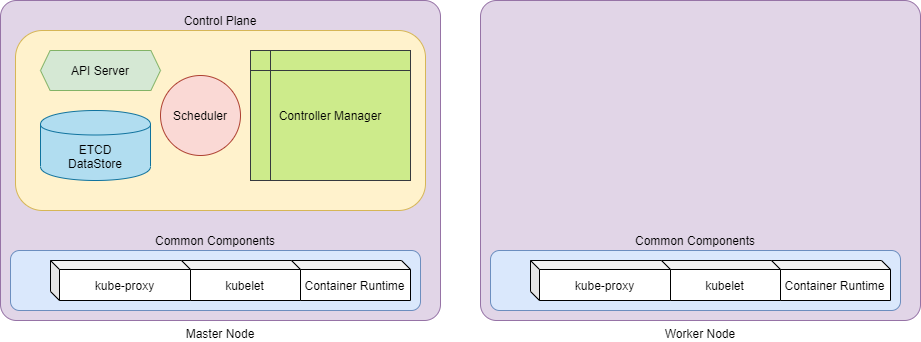 Control Plane
API Server
Scheduler
Controller Manager
ETCD
DataStore
Common Components
kube-proxy
kubelet
Container Runtime
Master Node
Common Components
kube-proxy
kubelet
Container Runtime
Worker Node